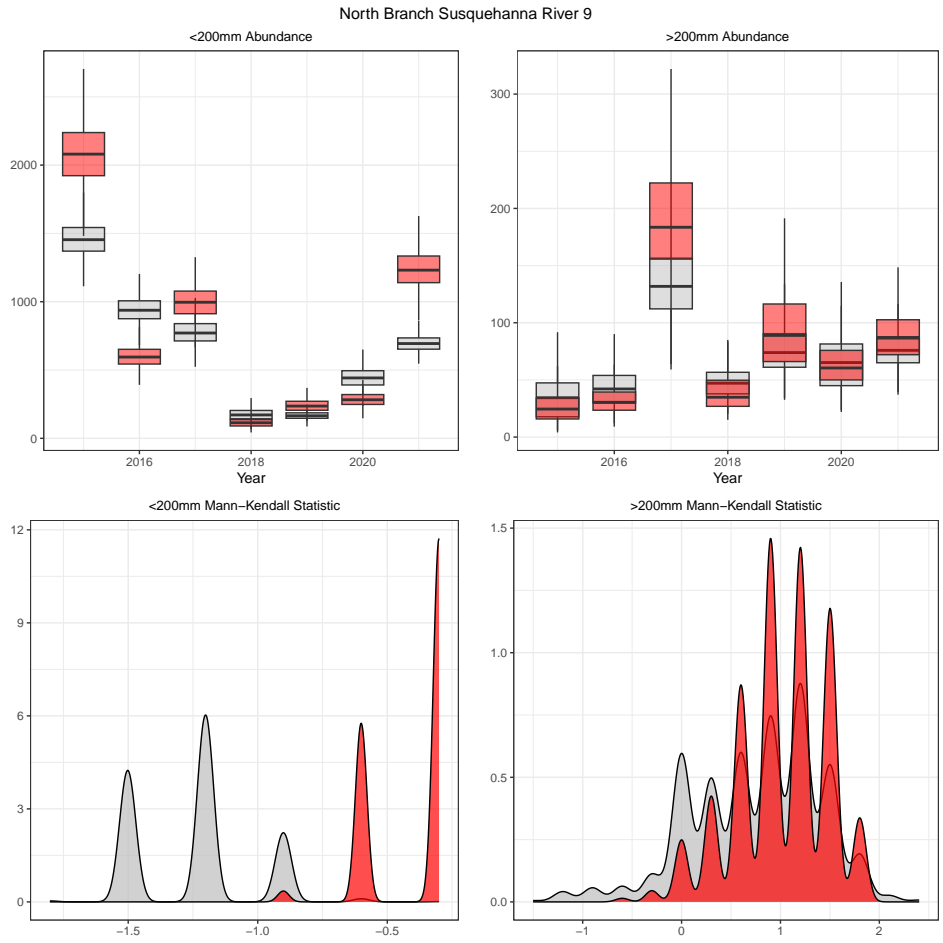 North Branch Susquehanna River 9
<200mm Abundance
>200mm Abundance
2000
1000
0
2016 2018 2020
Year
300
200
100
0
2016 2018 2020
Year
<200mm Mann−Kendall Statistic
>200mm Mann−Kendall Statistic
12
9
6
3
0
−1.5 −1.0 −0.5
1.5
1.0
0.5
0.0
−1 0 1 2